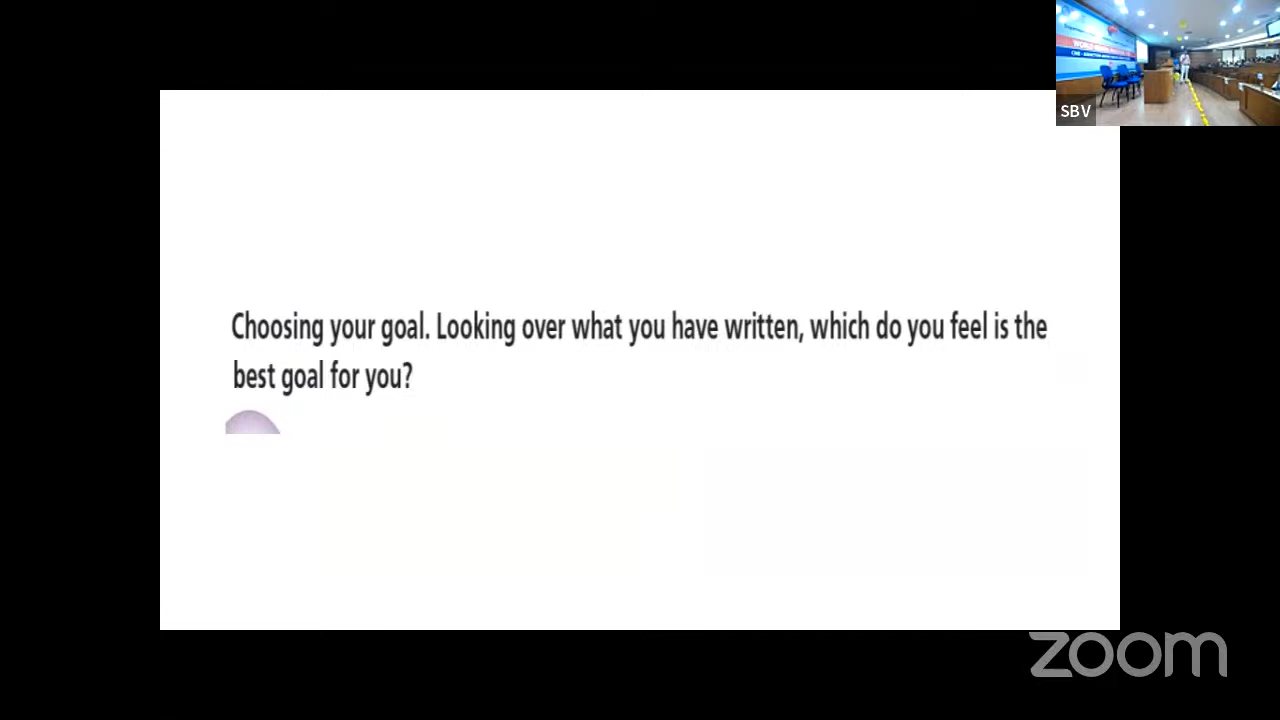 SBV
Choosing your goal. Looking over what you have written, which do you feel is the
best goal for you?
zoom